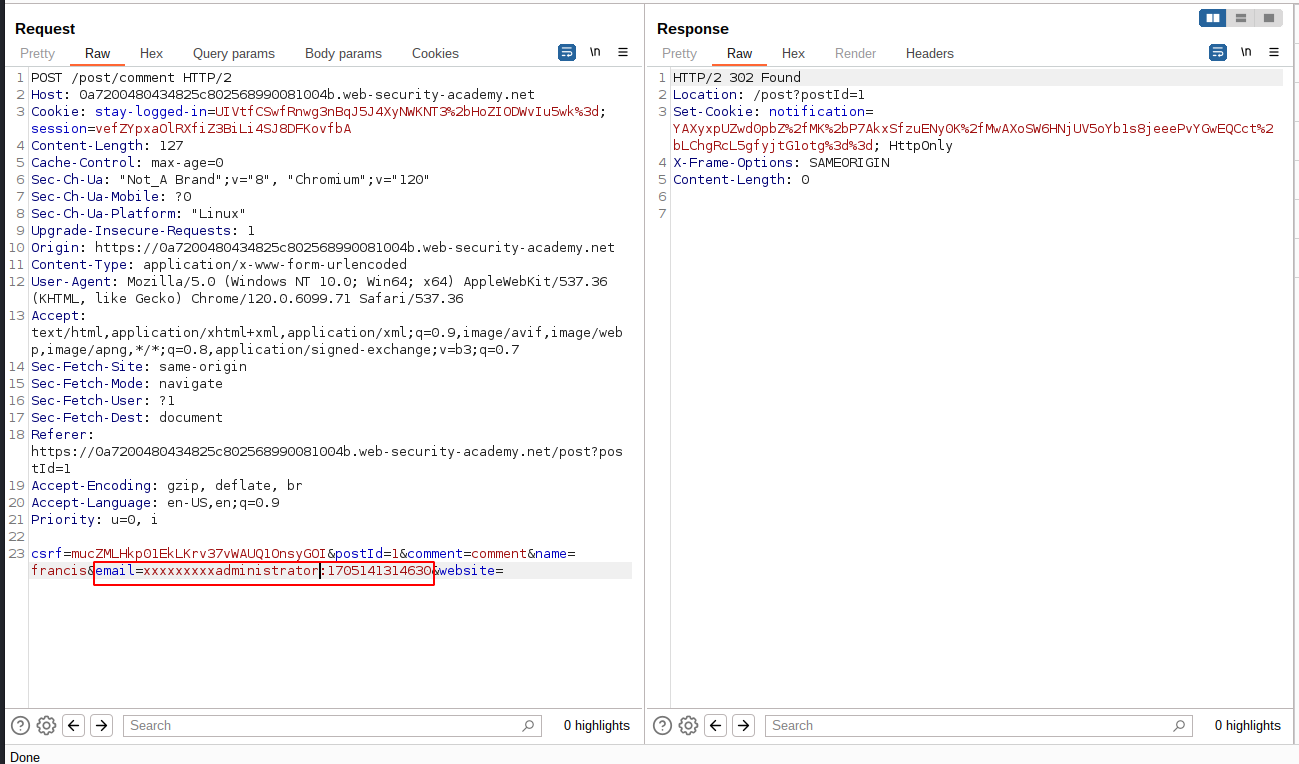 Request
Pretty Raw Hex Query params Body params Cookies \n
1 POST /post/comment HTTP/2
2 Host: 0a7200480434825c802568990081004b.web-security-academy.net
3 Cookie: stay-logged-in=UIVtfCSwfRnwg3nBqJ5J4XyNWKNT3%2bHoZIODWvIu5wk%3d;
session=vefZYpxaOlRXfiZ3BiLi4SJ8DFKovfbA
4 Content-Length: 127
5 Cache-Control: max-age=0
6 Sec-Ch-Ua: "Not_A Brand";v="8", "Chromium";v="120"
7 Sec-Ch-Ua-Mobile: ?0
8 Sec-Ch-Ua-Platform: "Linux"
9 Upgrade-Insecure-Requests: 1
10 Origin: https://0a7200480434825c802568990081004b.web-security-academy.net
11 Content-Type: application/x-www-form-urlencoded
12 User-Agent: Mozilla/5.0 (Windows NT 10.0; Win64; x64) AppleWebKit/537.36
(KHTML, like Gecko) Chrome/120.0.6099.71 Safari/537.36
13 Accept:
text/html,application/xhtml+xml,application/xml;q=0.9,image/avif,image/web
p,image/apng,*/*;q=0.8,application/signed-exchange;v=b3;q=0.7
14 Sec-Fetch-Site: same-origin
15 Sec-Fetch-Mode: navigate
16 Sec-Fetch-User: ?1
17 Sec-Fetch-Dest: document
18 Referer:
https://0a7200480434825c802568990081004b.web-security-academy.net/post?pos
tId=1
19 Accept-Encoding: gzip, deflate, br
20 Accept-Language: en-US,en;q=0.9
21 Priority: u=0, i
22
23 csrf=mucZMLHkp01EkLKrv37vWAUQ1OnsyGOI&postId=1&comment=comment&name=
francis&email=xxxxxxxxxadministrator:1705141314630&website=
Search 0 highlights
Response
Pretty Raw Hex Render Headers \n
1 HTTP/2 302 Found
2 Location: /post?postId=1
3 Set-Cookie: notification=
YAXyxpUZwdOpbZ%2fMK%2bP7AkxSfzuENy0K%2fMwAXoSW6HNjUV5oYb1s8jeeePvYGwEQCct%2
bLChgRcL5gfyjtG1otg%3d%3d; HttpOnly
4 X-Frame-Options: SAMEORIGIN
5 Content-Length: 0
6
7
Search 0 highlights
Done